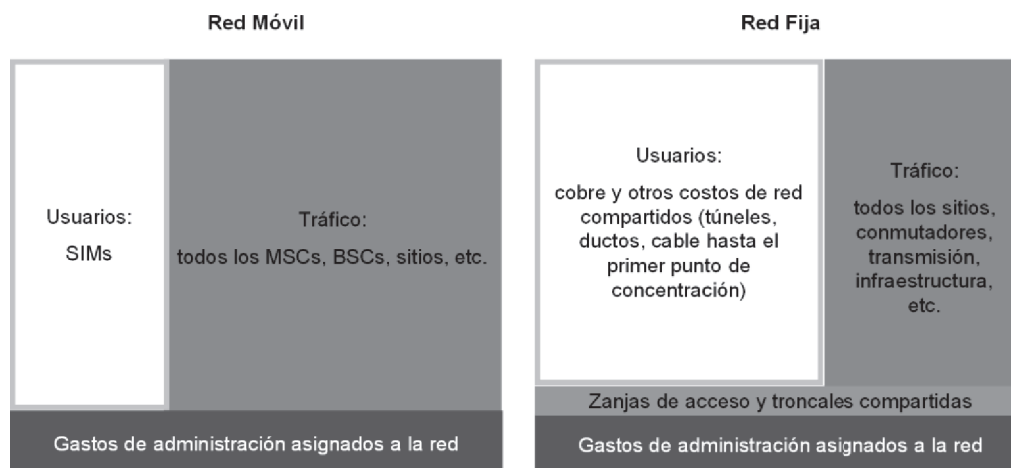 Red Móvil
Usuarios:
SIMs
Tráfico:
todos los MSCs, BSCs, sitios, etc.
Gastos de administración asignados a la red
Red Fija
Usuarios:
cobre y otros costos de red
compartidos (túneles,
ductos, cable hasta el
primer punto de
concentración)
Tráfico:
todos los sitios,
conmutadores,
transmisión,
infraestructura,
etc.
Zanjas de acceso y troncales compartidas
Gastos de administración asignados a la red